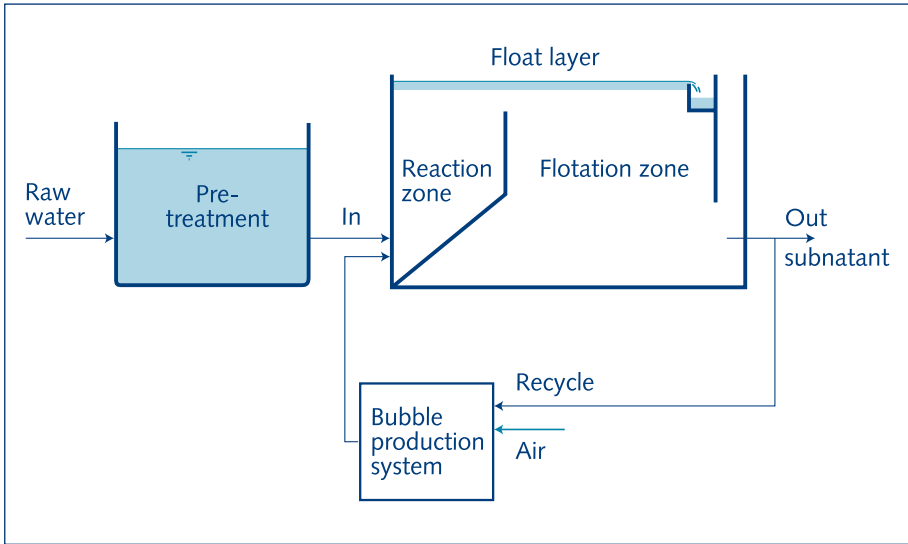 Float layer
Reaction
zone
Flotation zone
Raw
water
Pre-
treatment
In
Out
subnatant
Recycle
Bubble
production
system
Air